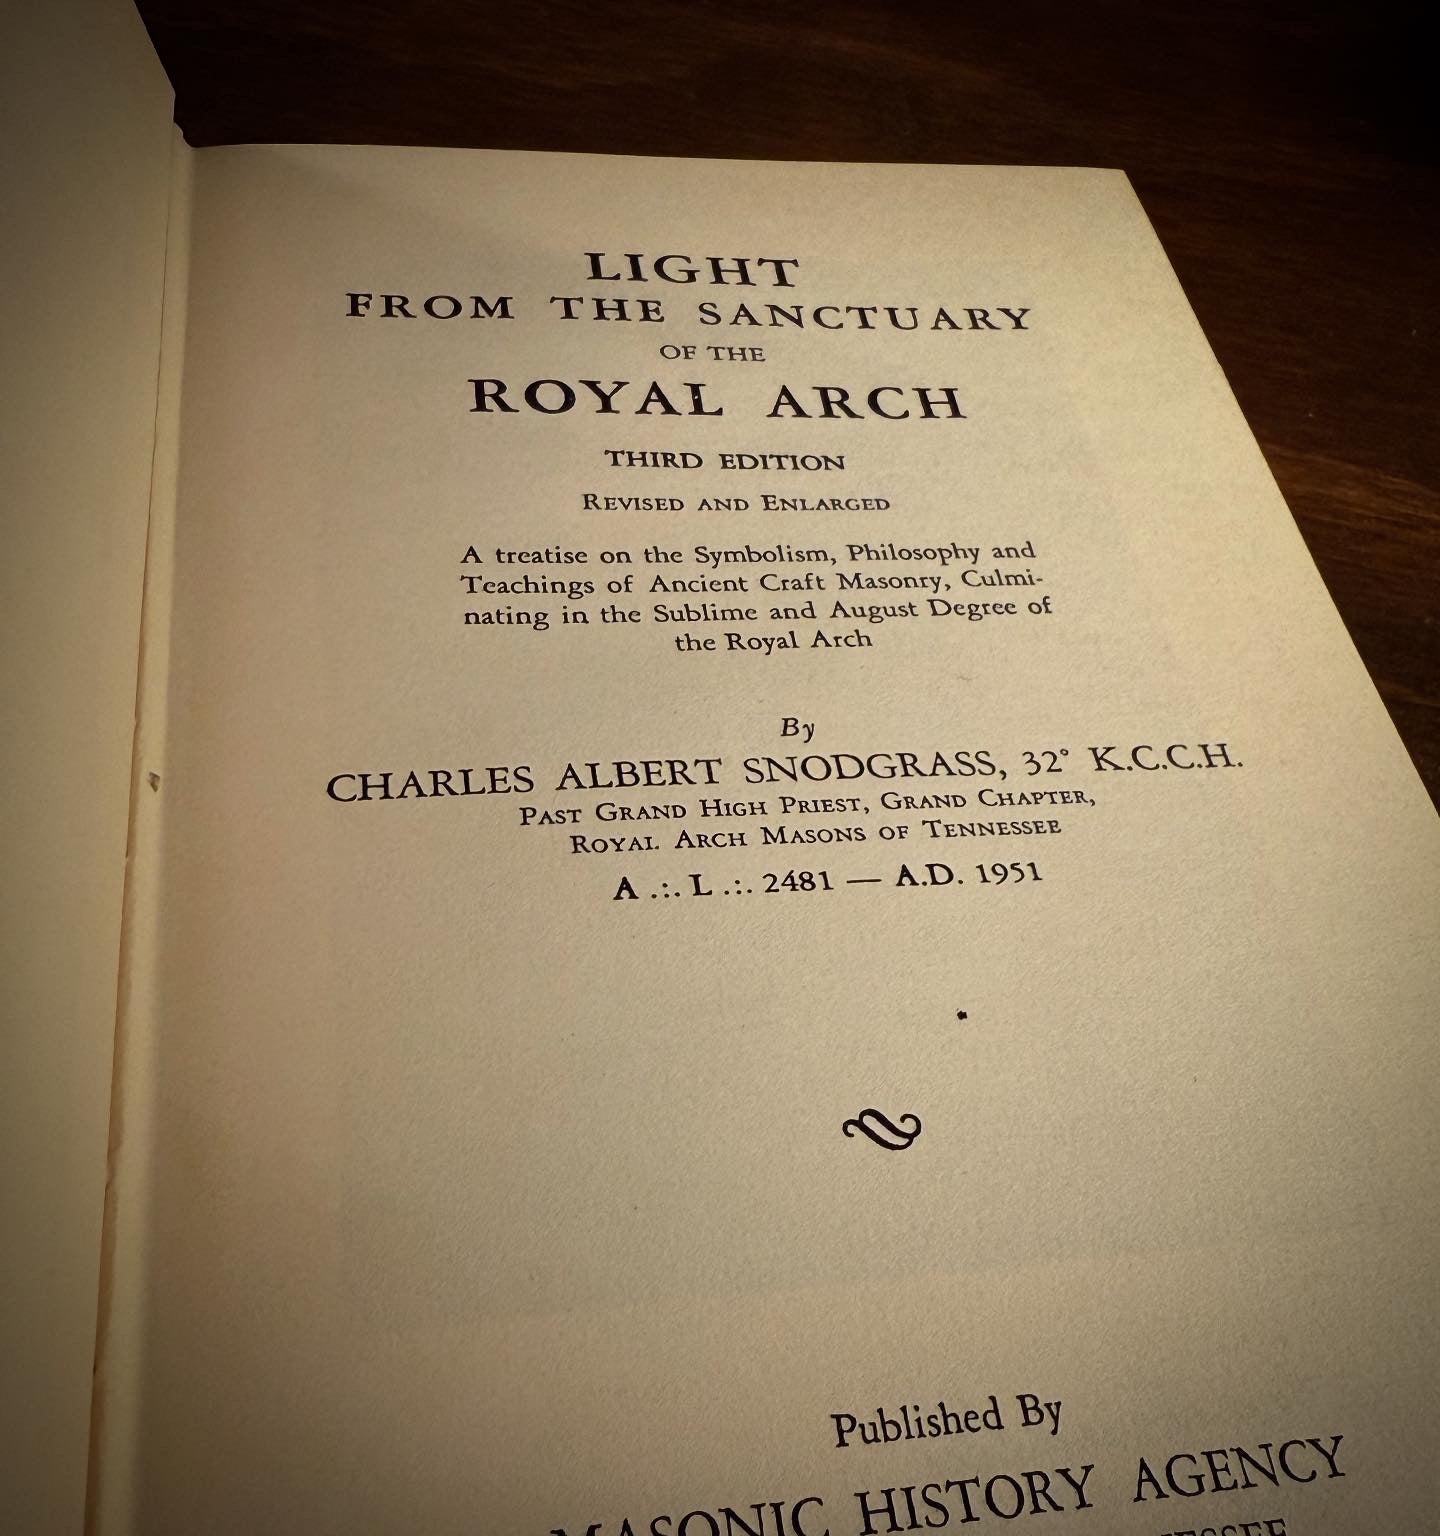 LIGHT
FROM THE SANCTUARY
OF THE
ROYAL ARCH
THIRD EDITION
REVISED AND ENLARGED
A treatise on the Symbolism, Philosophy and
Teachings of Ancient Craft Masonry, Culmi-
nating in the Sublime and August Degree of
the Royal Arch
By
CHARLES ALBERT SNODGRASS, 32° K.C.C.H.
PAST GRAND HIGH PRIEST, GRAND CHAPTER,
ROYAL ARCH MASONS OF TENNESSEE
A .:. L .:. 2481 — A.D. 1951
Published By
MASONIC HISTORY AGENCY